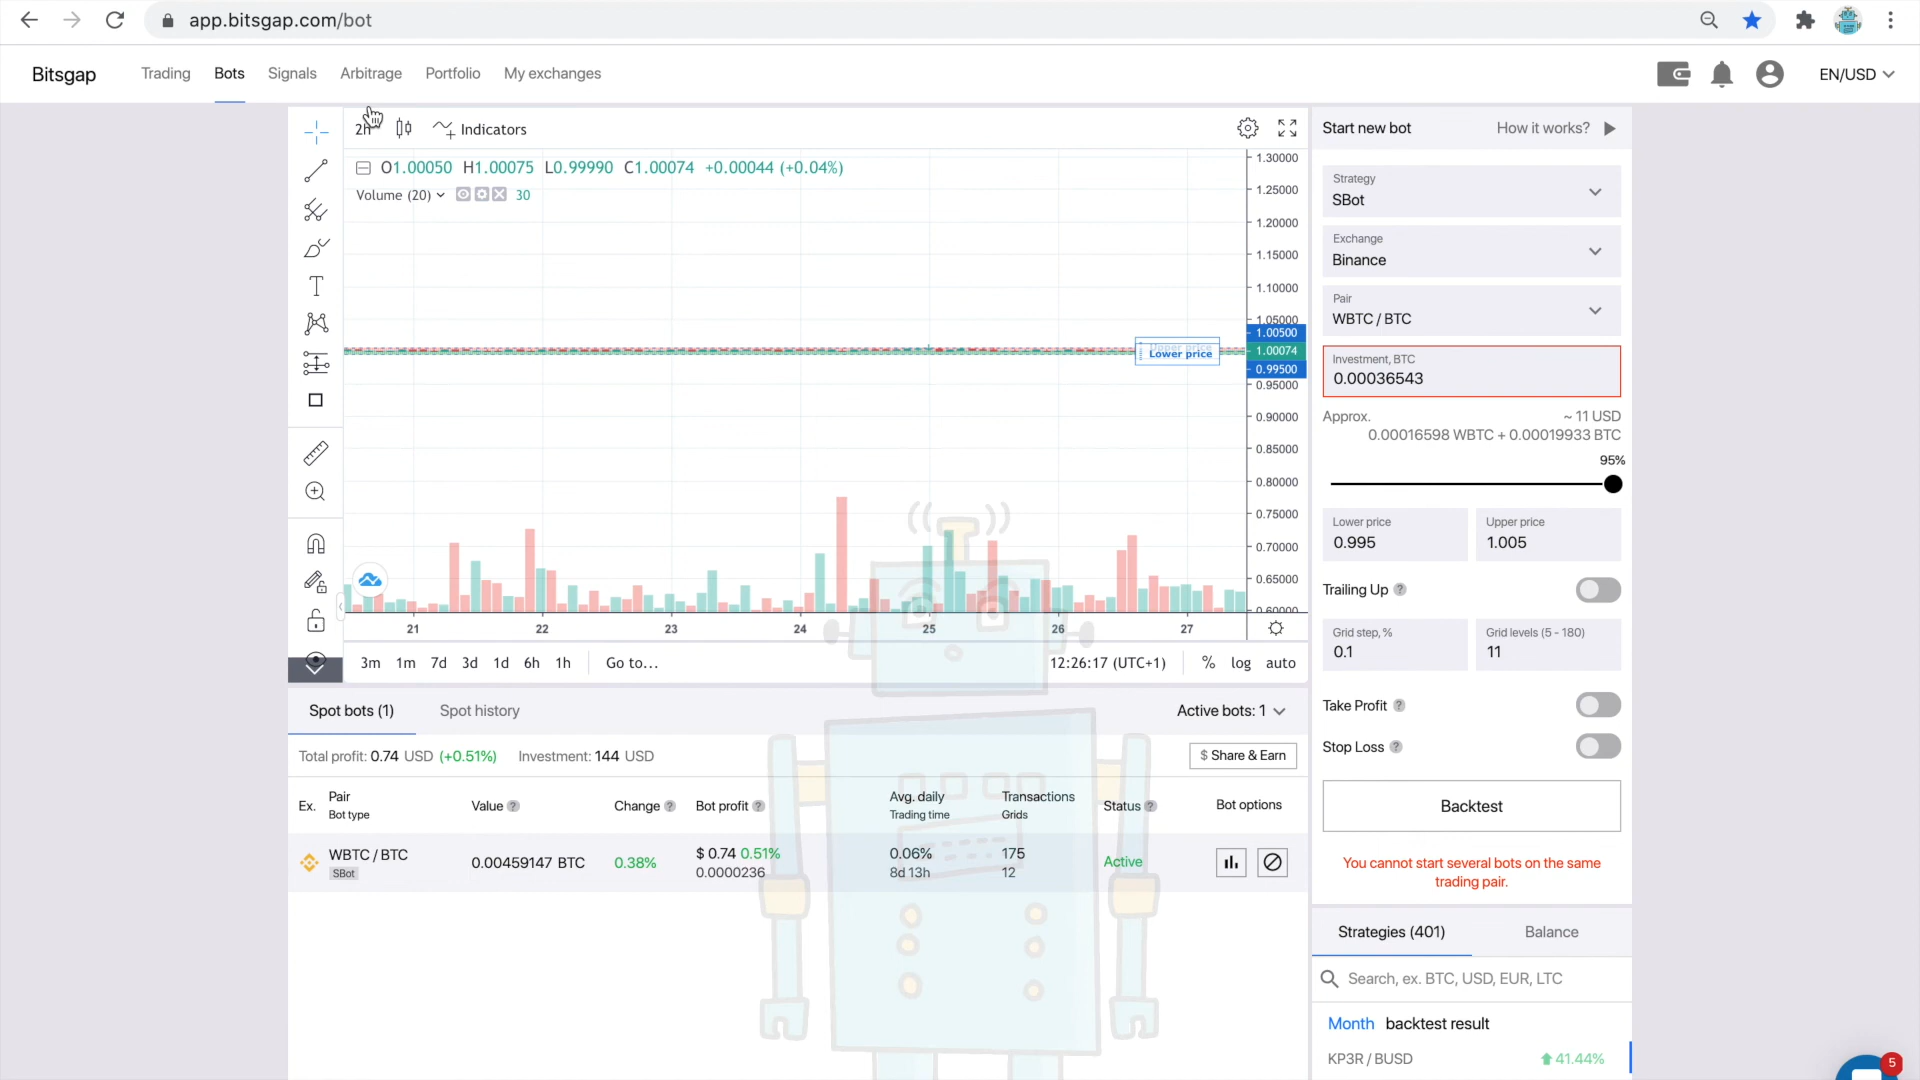 app.bitsgap.com/bot
Bitsgap
Trading
Bots
Signals
Arbitrage
Portfolio
My exchanges
EN/USD
2h
Indicators
O1.00050 H1.00075 L0.99990 C1.00074 +0.00044 (+0.04%)
Volume (20)
30
1.30000
1.25000
1.20000
1.15000
1.10000
1.05000
1.00500
1.00074
0.99500
0.95000
0.90000
0.85000
0.80000
0.75000
0.70000
0.65000
0.60000
Upper price
Lower price
21 22 23 24 25 26 27
3m 1m 7d 3d 1d 6h 1h
Go to...
12:26:17 (UTC+1)
% log auto
Start new bot
How it works?
Strategy
SBot
Exchange
Binance
Pair
WBTC / BTC
Investment, BTC
0.00036543
Approx. ~ 11 USD
0.00016598 WBTC + 0.00019933 BTC
95%
Lower price
0.995
Upper price
1.005
Trailing Up
Grid step, %
0.1
Grid levels (5 - 180)
11
Take Profit
Stop Loss
Backtest
You cannot start several bots on the same
trading pair.
Strategies (401)
Balance
Search, ex. BTC, USD, EUR, LTC
Month backtest result
KP3R / BUSD
41.44%
5
Spot bots (1)
Spot history
Active bots: 1
Total profit: 0.74 USD (+0.51%)
Investment: 144 USD
$ Share & Earn
Ex.
Pair
Bot type
Value
Change
Bot profit
Avg. daily
Trading time
Transactions
Grids
Status
Bot options
WBTC / BTC
SBot
0.00459147 BTC
0.38%
$ 0.74 0.51%
0.0000236
0.06%
8d 13h
175
12
Active